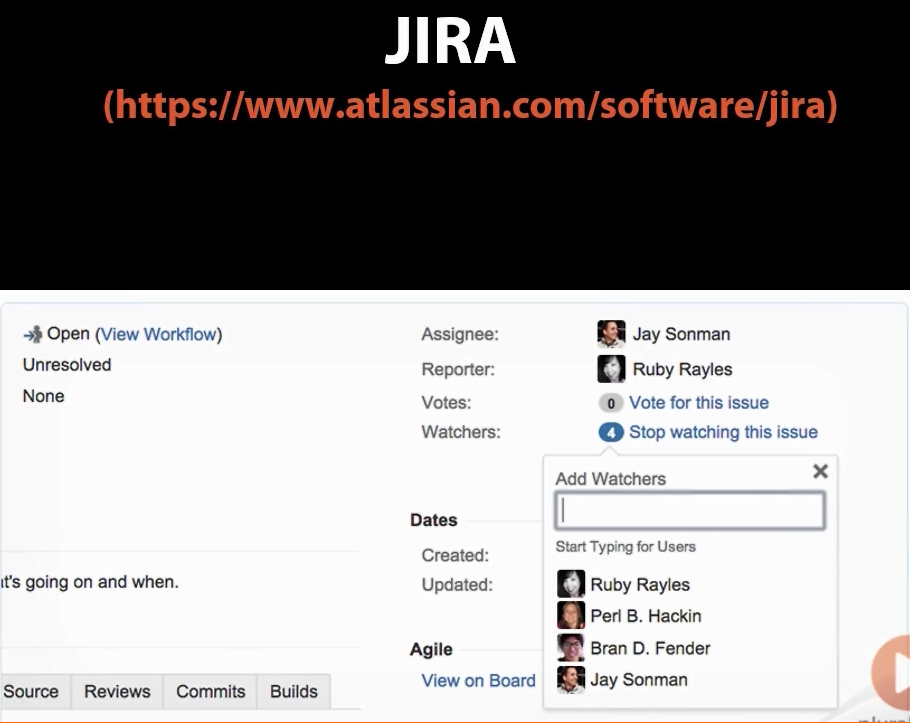 JIRA
(https://www.atlassian.com/software/jira)
Open (View Workflow)
Unresolved
None
Assignee: Jay Sonman
Reporter: Ruby Rayles
Votes: 0 Vote for this issue
Watchers: 4 Stop watching this issue
Add Watchers
Start Typing for Users
Ruby Rayles
Perl B. Hackin
Bran D. Fender
Jay Sonman
Dates
Created:
Updated:
Agile
View on Board
going on and when.
Source Reviews Commits Builds